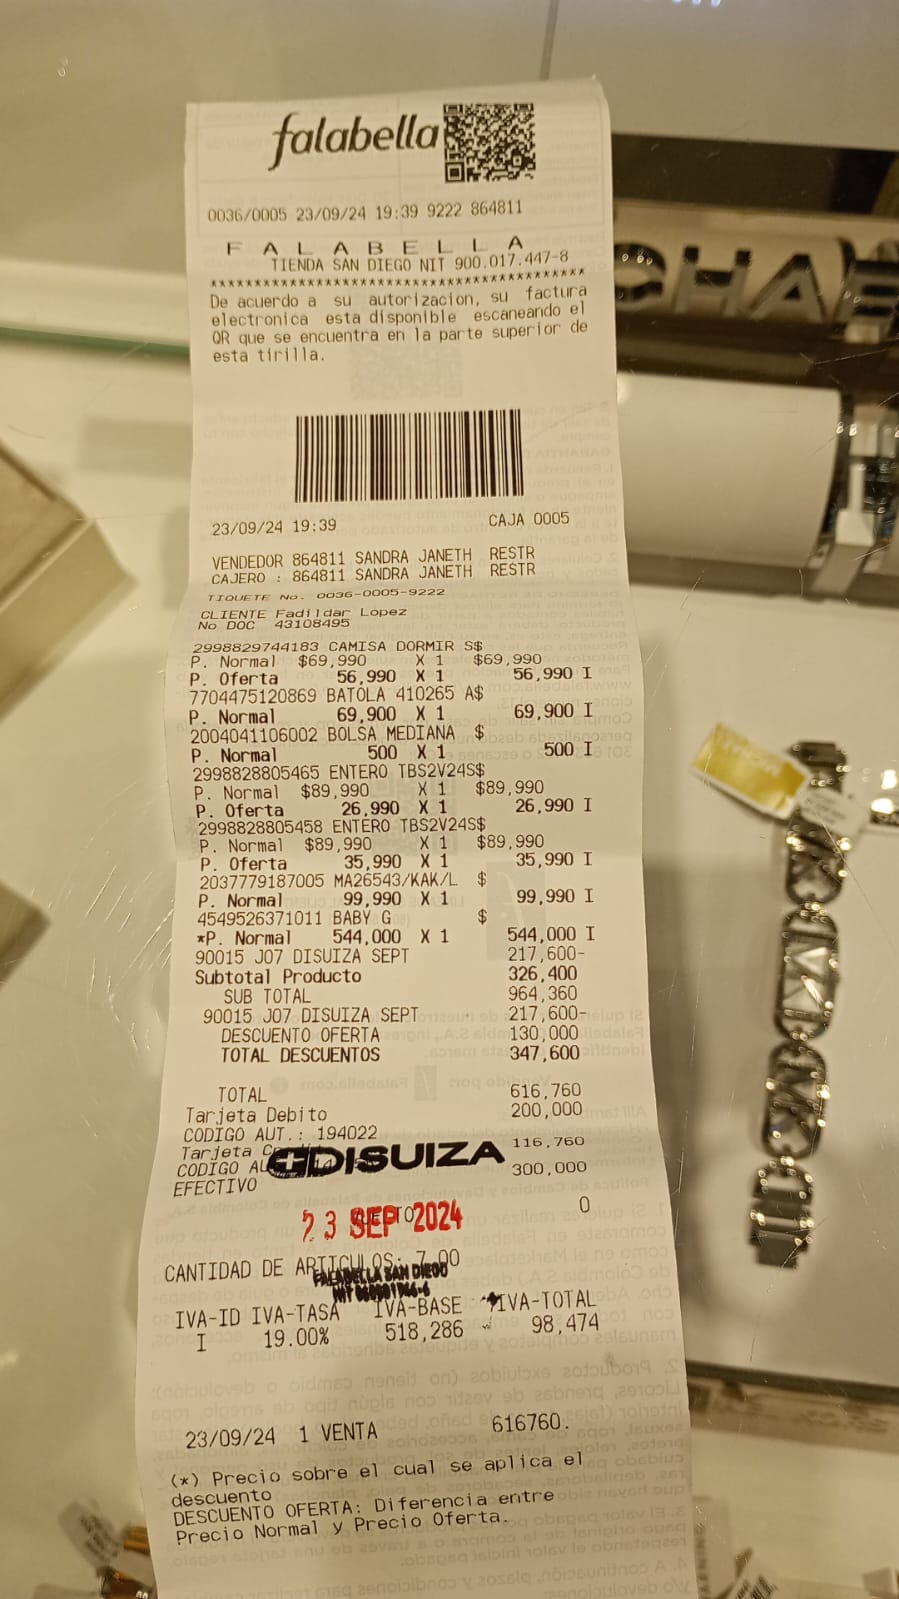 falabella
0036/0005 23/09/24 19:39 9222 864811
F A L A B E L L A
TIENDA SAN DIEGO NIT 900.017.447-8
*********************************************
De acuerdo a su autorizacion, su factura
electronica esta disponible escaneando el
QR que se encuentra en la parte superior de
esta tirilla.
23/09/24 19:39 CAJA 0005
VENDEDOR 864811 SANDRA JANETH RESTR
CAJERO : 864811 SANDRA JANETH RESTR
TIQUETE No. 0036-0005-9222
CLIENTE Fadildar Lopez
No DOC 43108495
2998829744183 CAMISA DORMIR S$
P. Normal $69,990 X 1 $69,990
P. Oferta 56,990 X 1 56,990 I
7704475120869 BATOLA 410265 A$
P. Normal 69,900 X 1 69,900 I
2004041106002 BOLSA MEDIANA $
P. Normal 500 X 1 500 I
2998828805465 ENTERO TBS2V24S$
P. Normal $89,990 X 1 $89,990
P. Oferta 26,990 X 1 26,990 I
2998828805458 ENTERO TBS2V24S$
P. Normal $89,990 X 1 $89,990
P. Oferta 35,990 X 1 35,990 I
2037779187005 MA26543/KAK/L $
P. Normal 99,990 X 1 99,990 I
4549526371011 BABY G $
*P. Normal 544,000 X 1 544,000 I
90015 J07 DISUIZA SEPT 217,600-
Subtotal Producto 326,400
SUB TOTAL 964,360
90015 J07 DISUIZA SEPT 217,600-
DESCUENTO OFERTA 130,000
TOTAL DESCUENTOS 347,600
TOTAL 616,760
Tarjeta Debito 200,000
CODIGO AUT.: 194022
Tarjeta 116,760
CODIGO
DISUIZA
EFECTIVO 300,000
0
23 SEP 2024
CANTIDAD DE ARTICULOS: 7.00
FALABELLA SAN DIEGO
IVA-ID IVA-TASA IVA-BASE IVA-TOTAL
I 19.00% 518,286 98,474
23/09/24 1 VENTA 616760.
(*) Precio sobre el cual se aplica el
descuento
DESCUENTO OFERTA: Diferencia entre
Precio Normal y Precio Oferta.